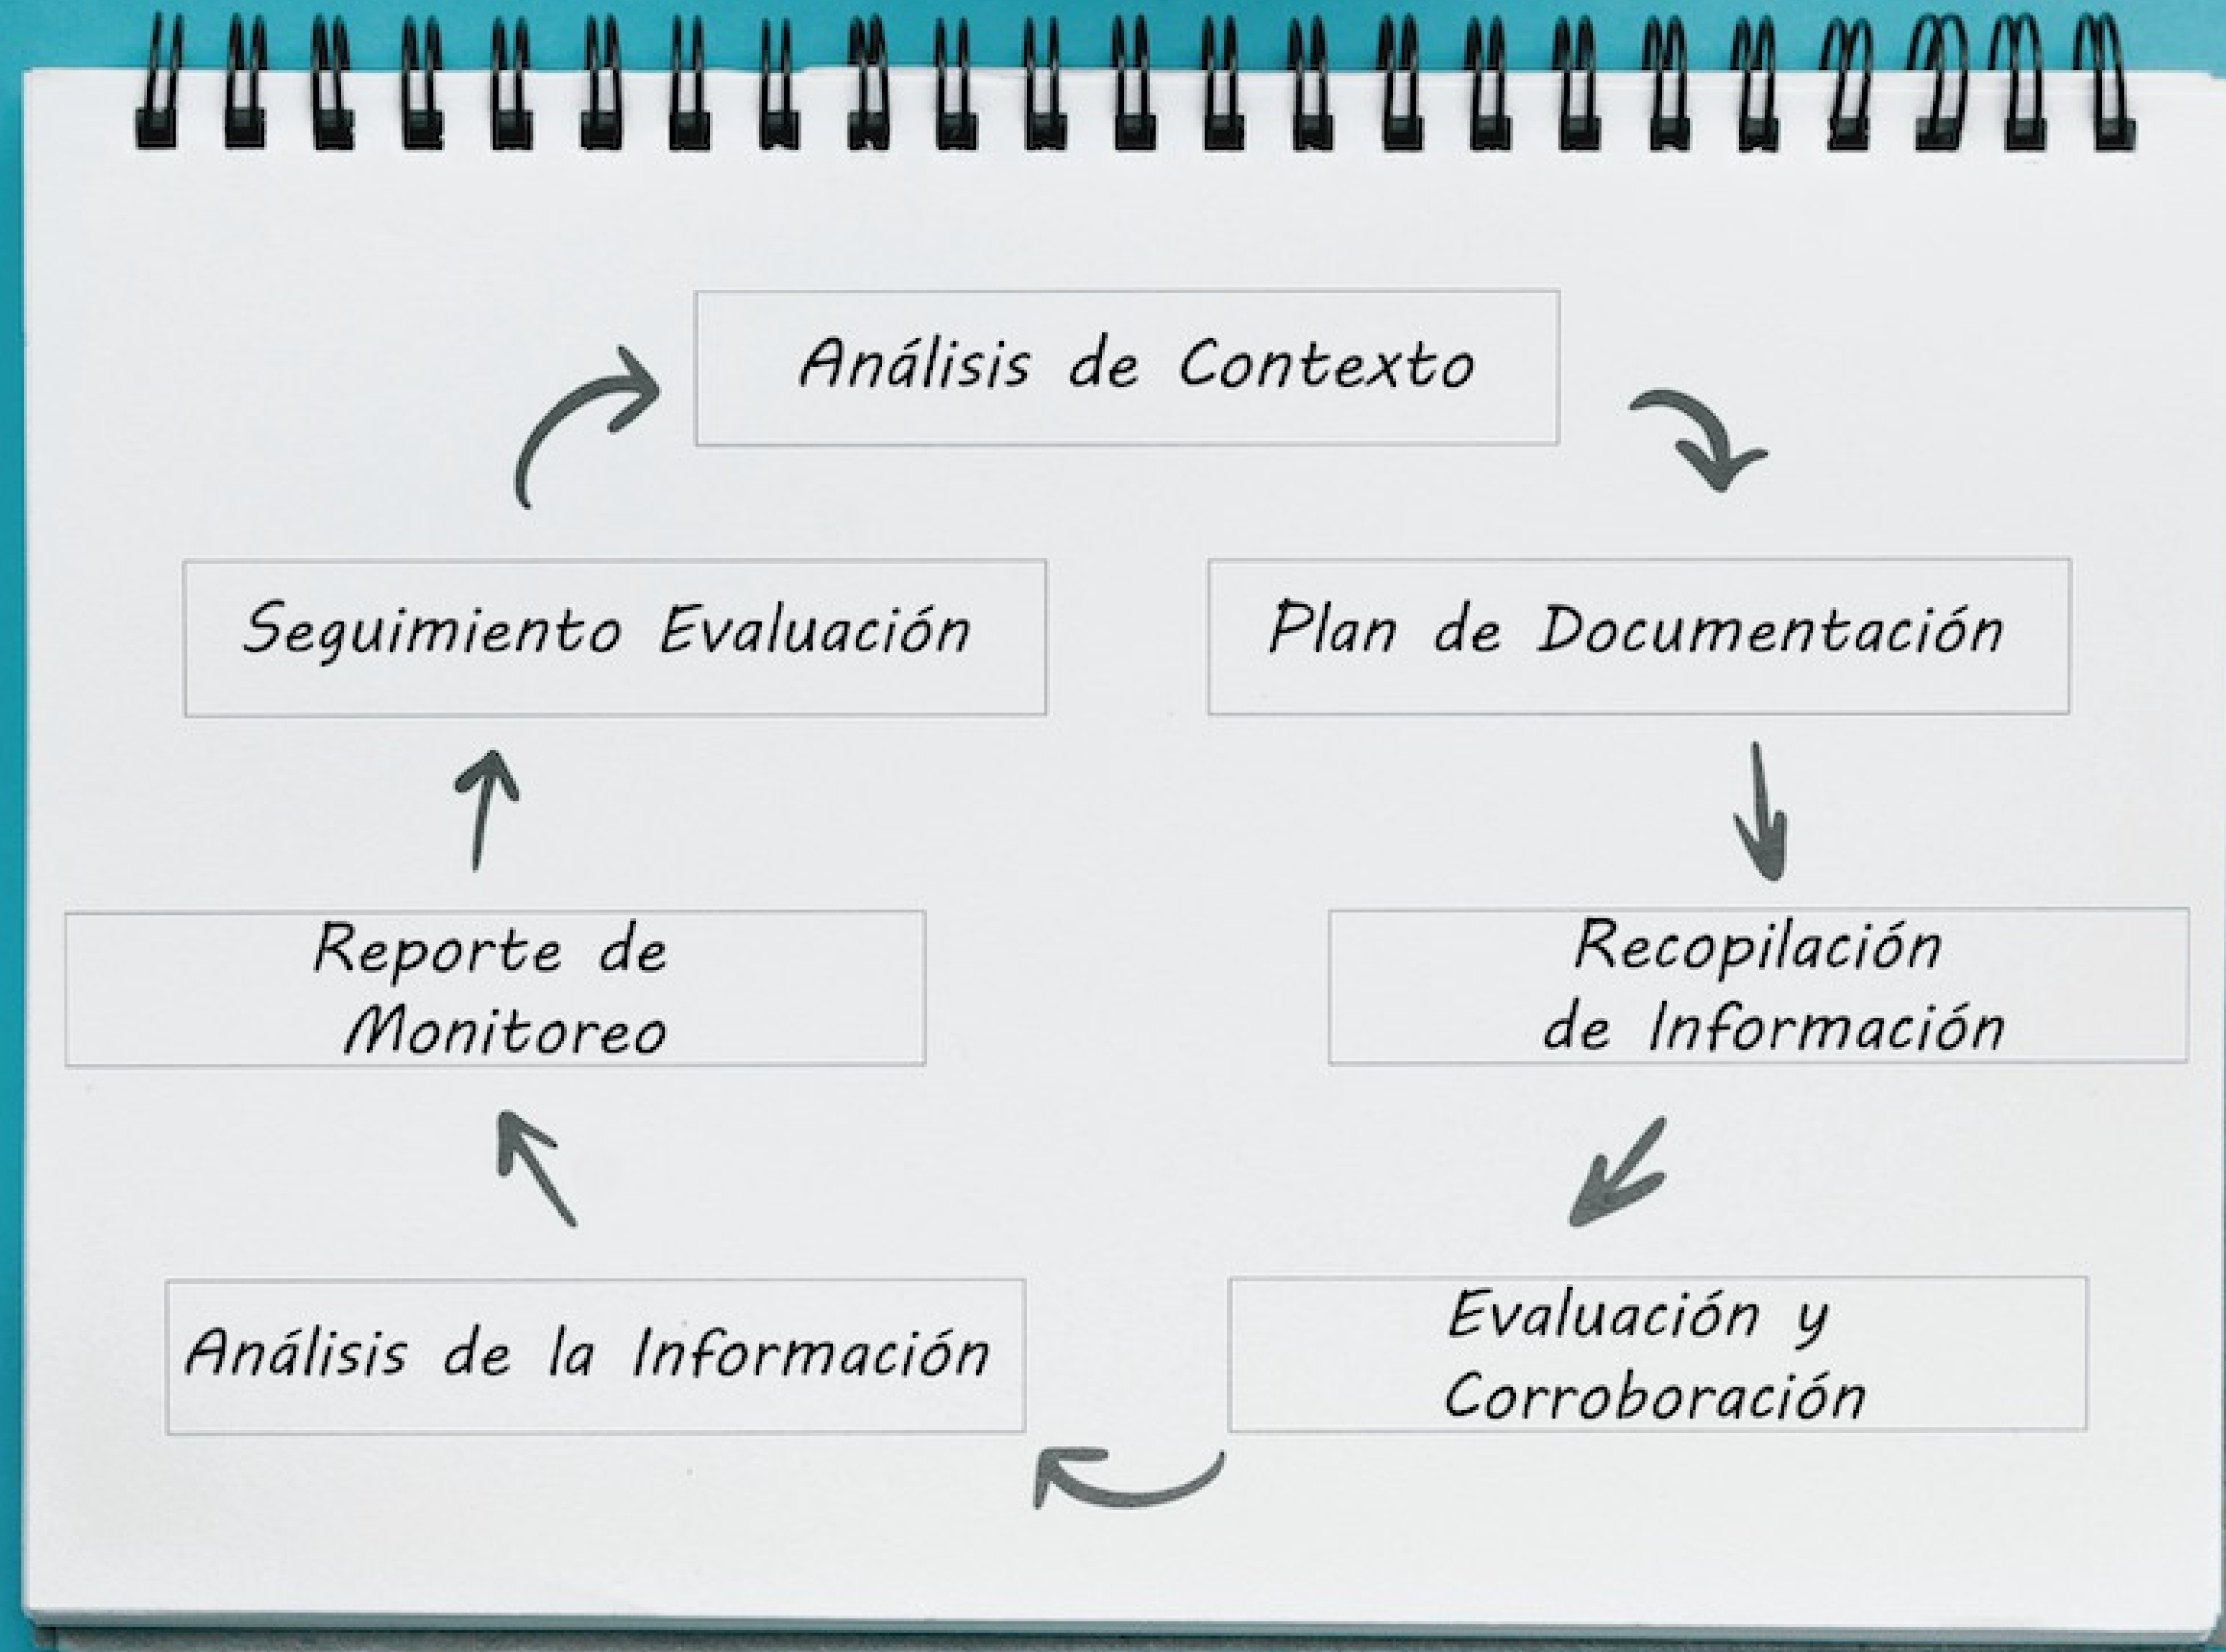 Análisis de Contexto
Seguimiento Evaluación
Plan de Documentación
Reporte de
Monitoreo
Recopilación
de Información
Análisis de la Información
Evaluación y
Corroboración